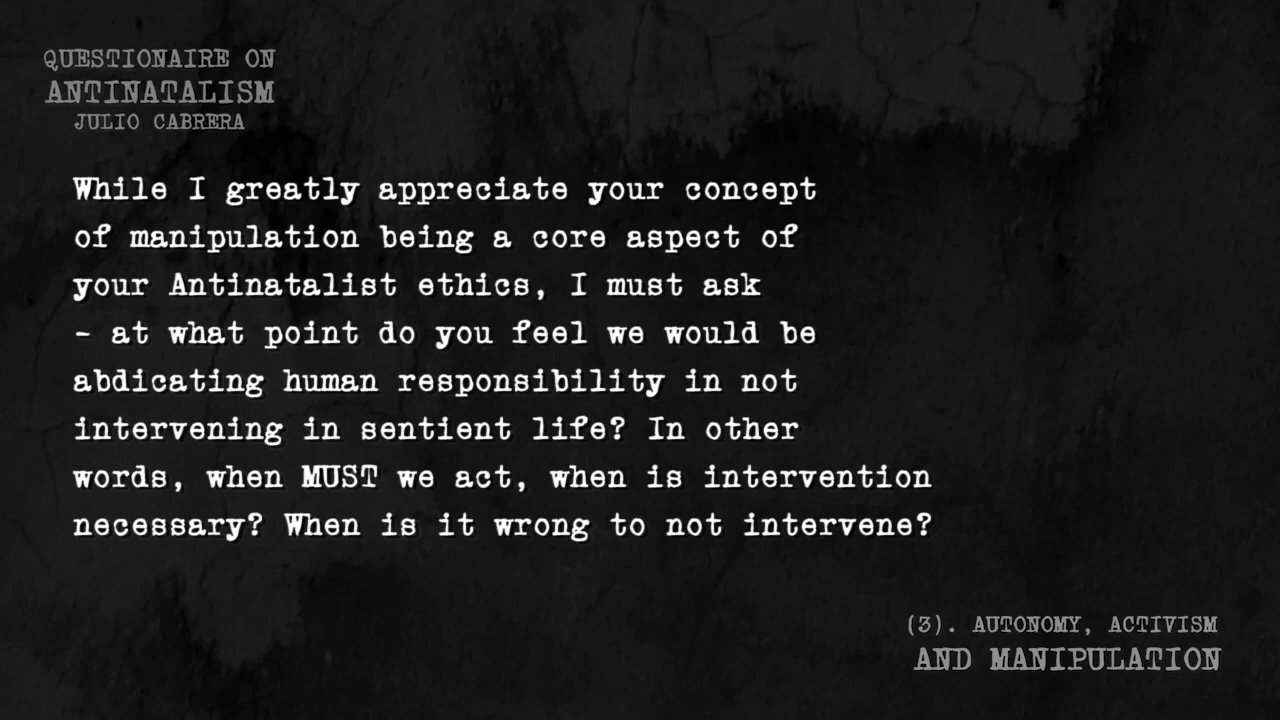 QUESTIONAIRE ON
ANTINATALISM
JULIO CABRERA
While I greatly appreciate your concept
of manipulation being a core aspect of
your Antinatalist ethics, I must ask
- at what point do you feel we would be
abdicating human responsibility in not
intervening in sentient life? In other
words, when MUST we act, when is intervention
necessary? When is it wrong to not intervene?
(3). AUTONOMY, ACTIVISM
AND MANIPULATION